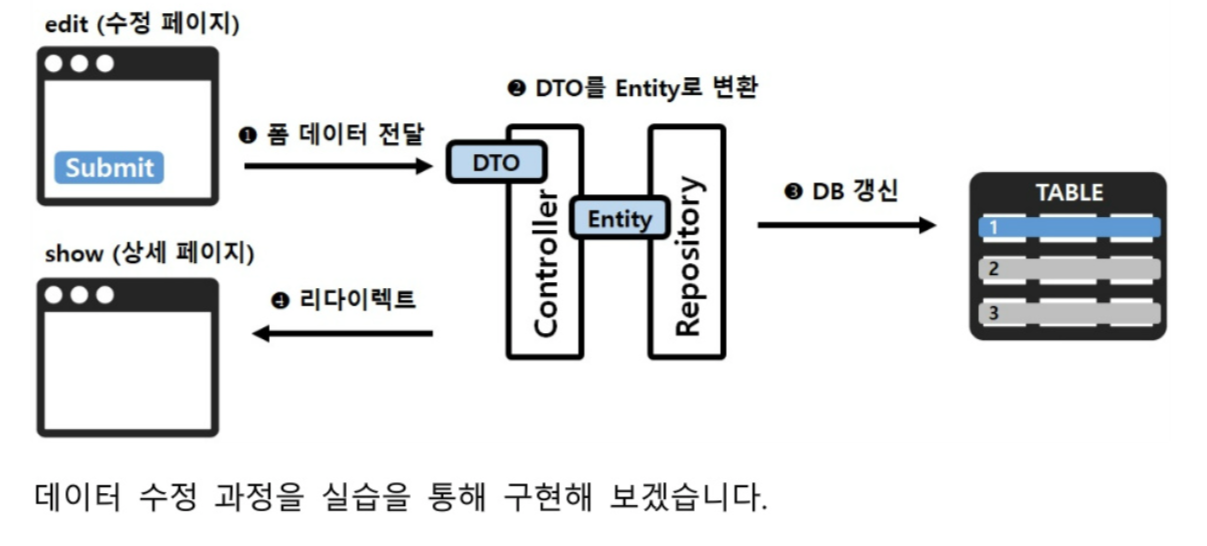 edit (수정 페이지)
Submit
❶ 폼 데이터 전달
❷ DTO를 Entity로 변환
DTO
Controller
Entity
Repository
❸ DB 갱신
TABLE
1
2
3
show (상세 페이지)
❹ 리다이렉트
데이터 수정 과정을 실습을 통해 구현해 보겠습니다.